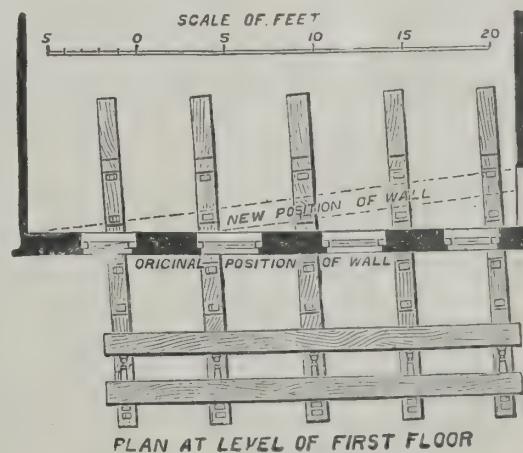 SCALE OF FEET
5 0 5 10 15 20
NEW POSITION OF WALL
ORIGINAL POSITION OF WALL
PLAN AT LEVEL OF FIRST FLOOR